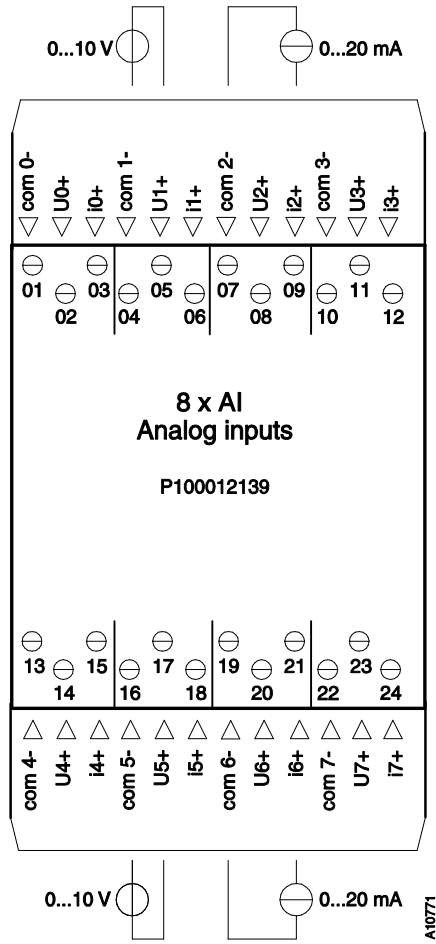 0...10 V
0...20 mA
com 0-
U0+
i0+
com 1-
U1+
i1+
com 2-
U2+
i2+
com 3-
U3+
i3+
01
02
03
04
05
06
07
08
09
10
11
12
8 x AI
Analog inputs
P100012139
13
14
15
16
17
18
19
20
21
22
23
24
com 4-
U4+
i4+
com 5-
U5+
i5+
com 6-
U6+
i6+
com 7-
U7+
i7+
0...10 V
0...20 mA
A10771